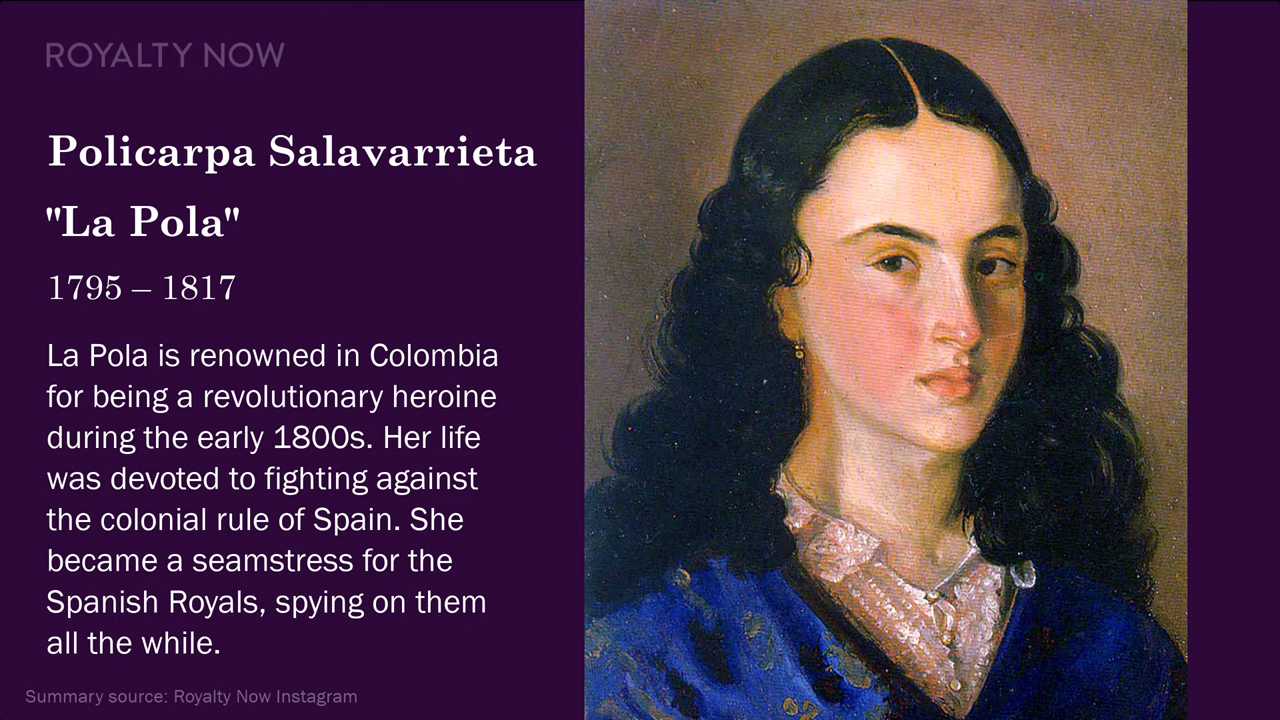 ROYALTY NOW
Policarpa Salavarrieta
"La Pola"
1795 – 1817
La Pola is renowned in Colombia
for being a revolutionary heroine
during the early 1800s. Her life
was devoted to fighting against
the colonial rule of Spain. She
became a seamstress for the
Spanish Royals, spying on them
all the while.
Summary source: Royalty Now Instagram